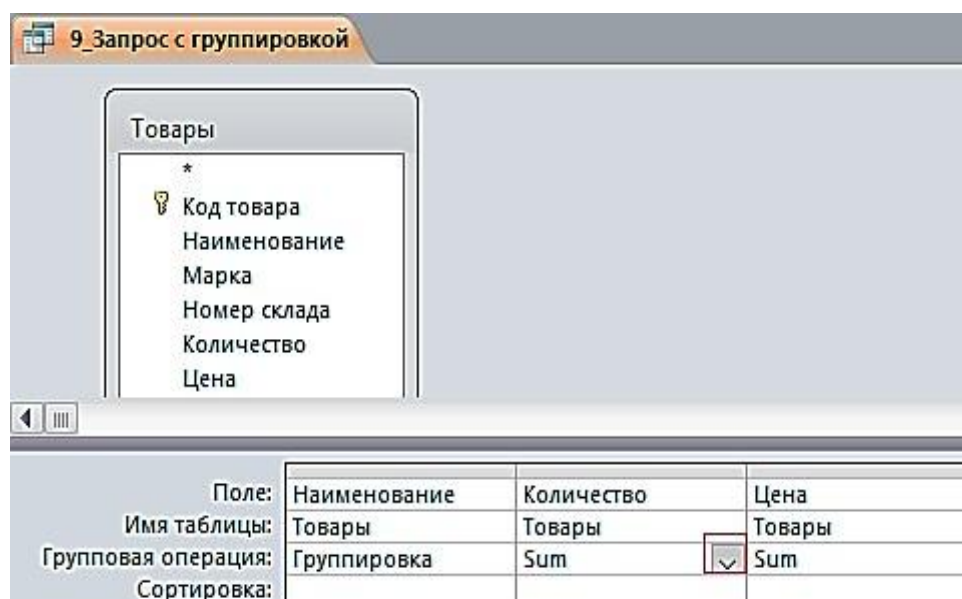 9_Запрос с группировкой
Товары
*
Код товара
Наименование
Марка
Номер склада
Количество
Цена
Поле: Наименование Количество Цена
Имя таблицы: Товары Товары Товары
Групповая операция: Группировка Sum Sum
Сортировка: